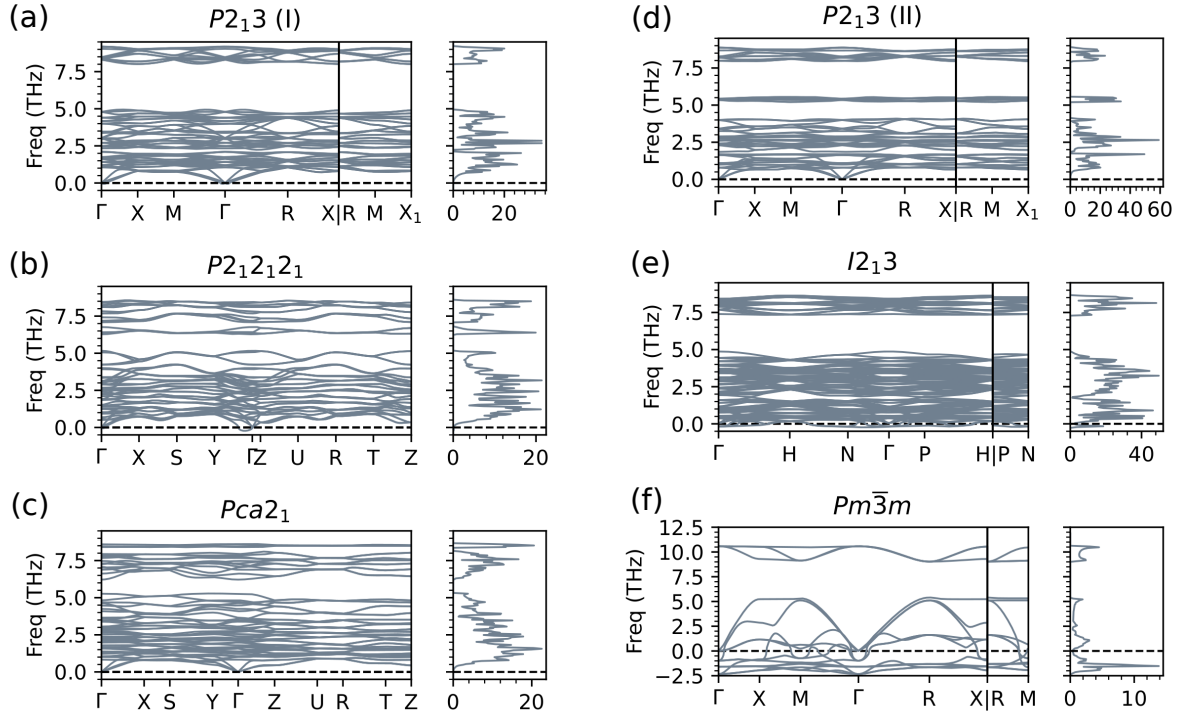 (a) P2₁3 (I)
Freq (THz)
7.5
5.0
2.5
0.0
Γ X M Γ R X|R M X₁
0 20
(b) P2₁2₁2₁
Freq (THz)
7.5
5.0
2.5
0.0
Γ X S Y ΓZ U R T Z
0 20
(c) Pca2₁
Freq (THz)
7.5
5.0
2.5
0.0
Γ X S Y Γ Z U R T Z
0 20
(d) P2₁3 (II)
Freq (THz)
7.5
5.0
2.5
0.0
Γ X M Γ R X|R M X₁
0 20 40 60
(e) I2₁3
Freq (THz)
7.5
5.0
2.5
0.0
Γ H N Γ P H|P N
0 40
(f) Pm3̅m
Freq (THz)
12.5
10.0
7.5
5.0
2.5
0.0
−2.5
Γ X M Γ R X|R M
0 10